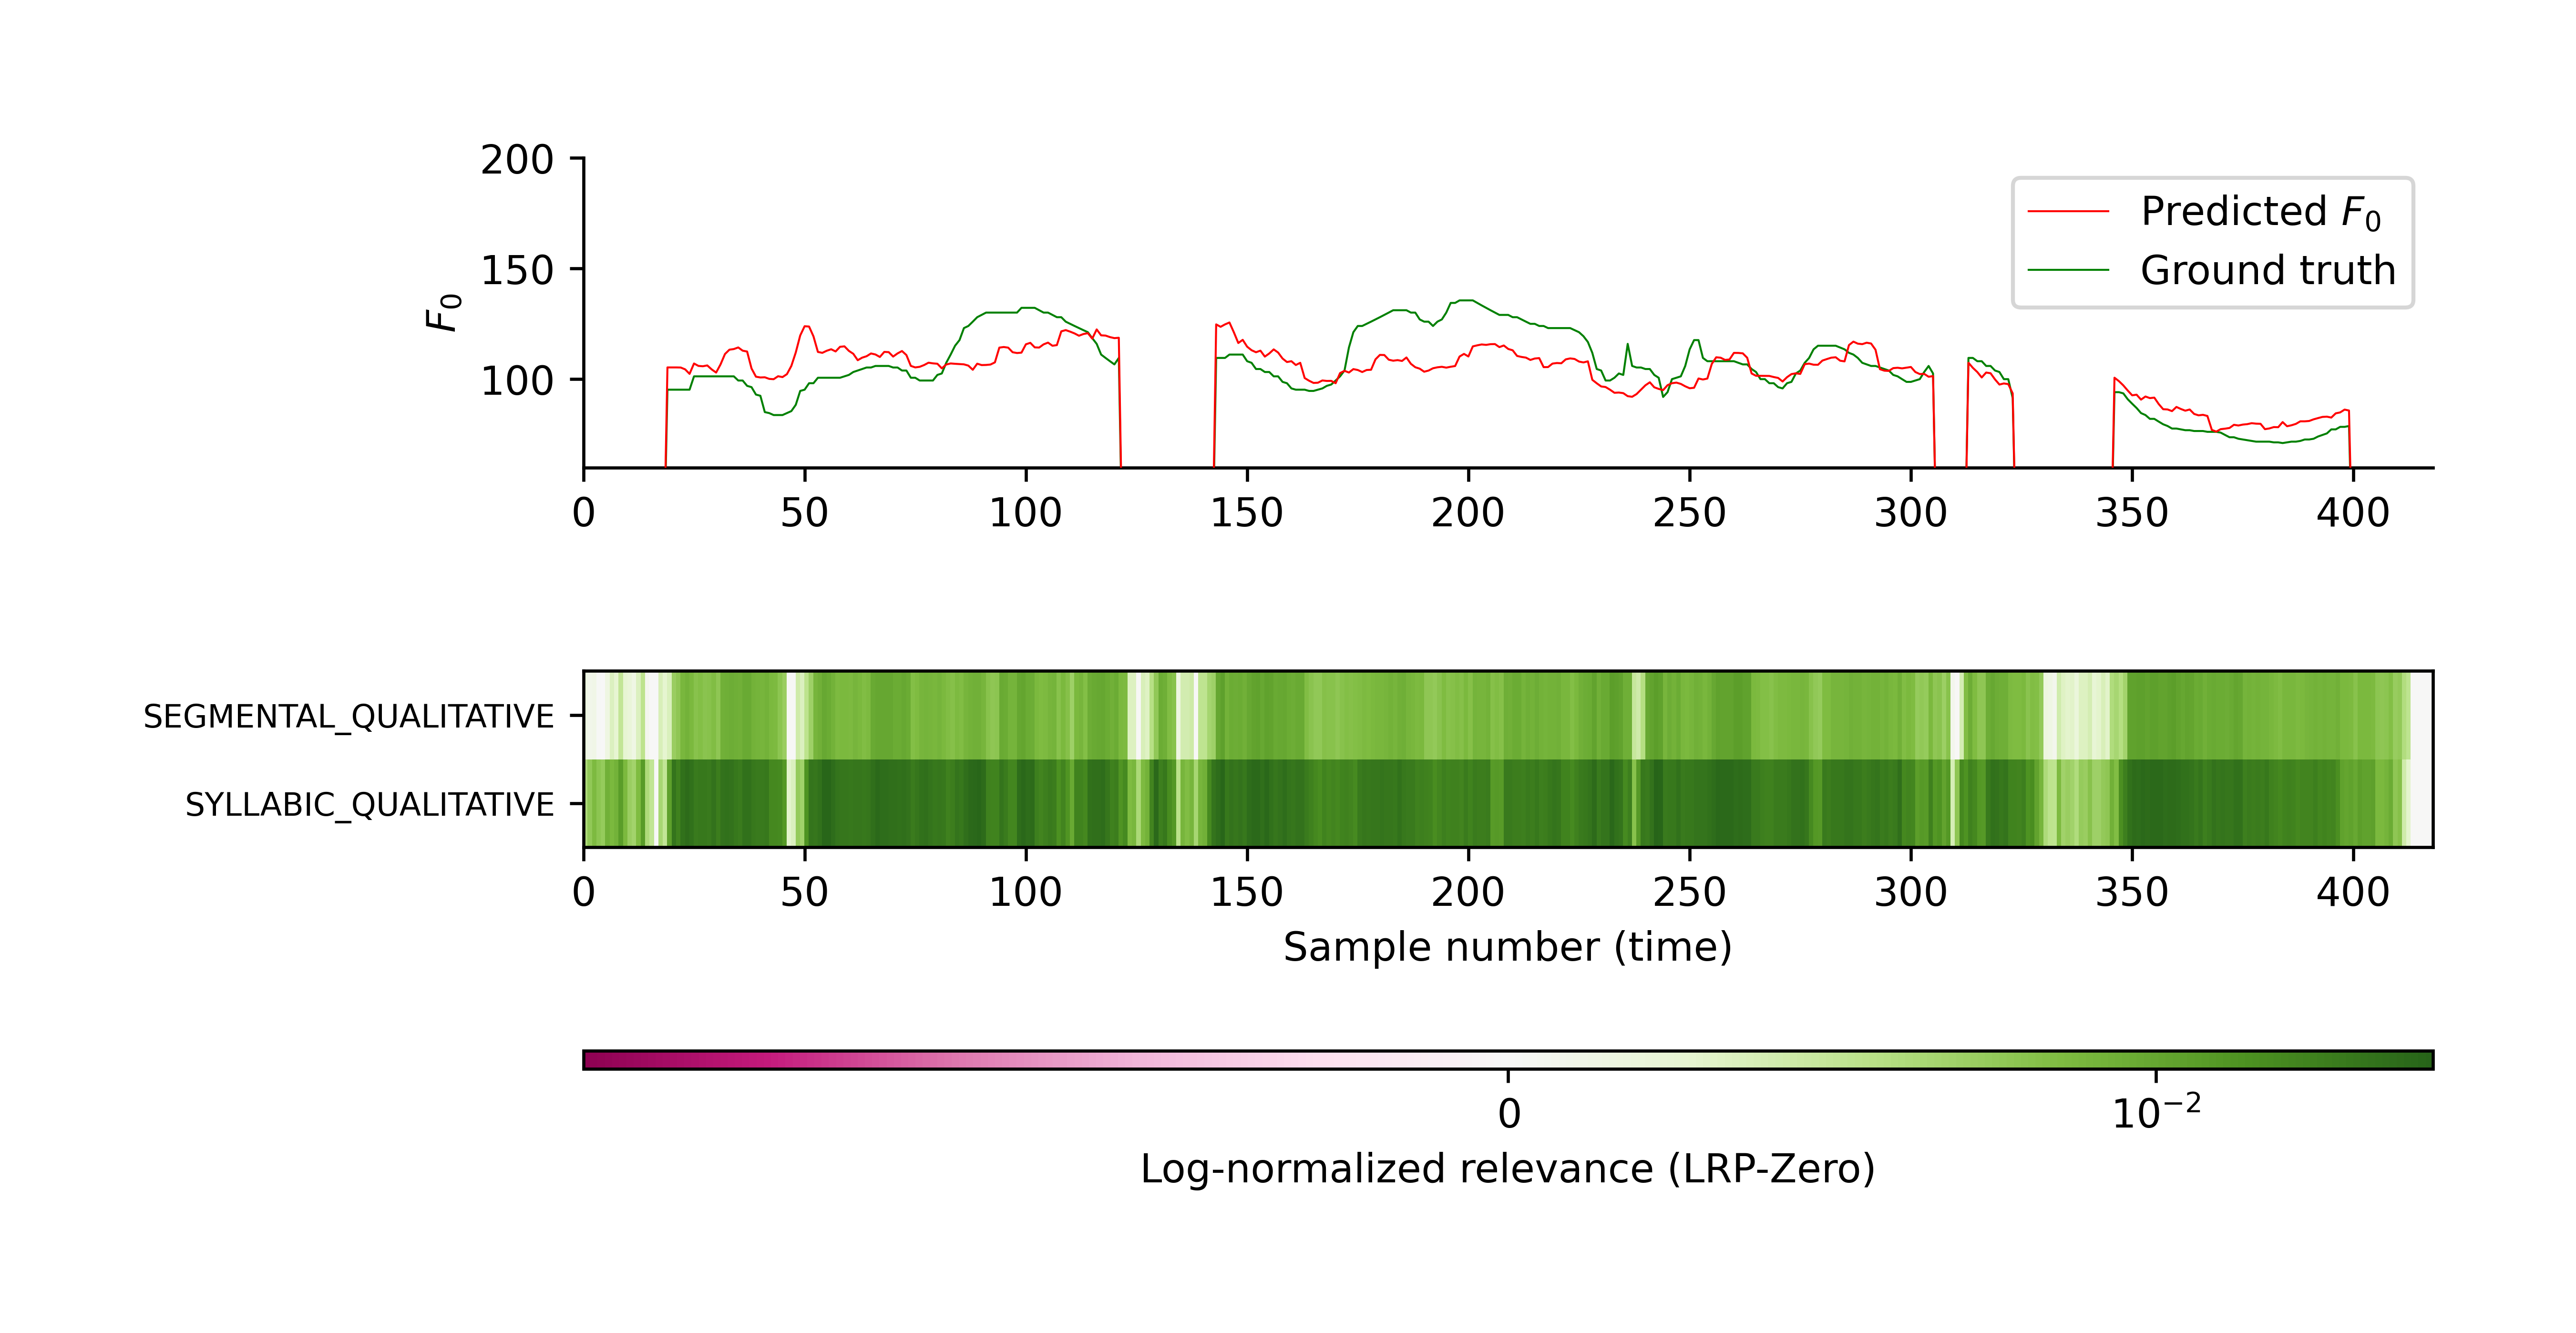 200
150
100
F₀
Predicted F₀
Ground truth
0 50 100 150 200 250 300 350 400
SEGMENTAL_QUALITATIVE
SYLLABIC_QUALITATIVE
0 50 100 150 200 250 300 350 400
Sample number (time)
0 10⁻²
Log-normalized relevance (LRP-Zero)